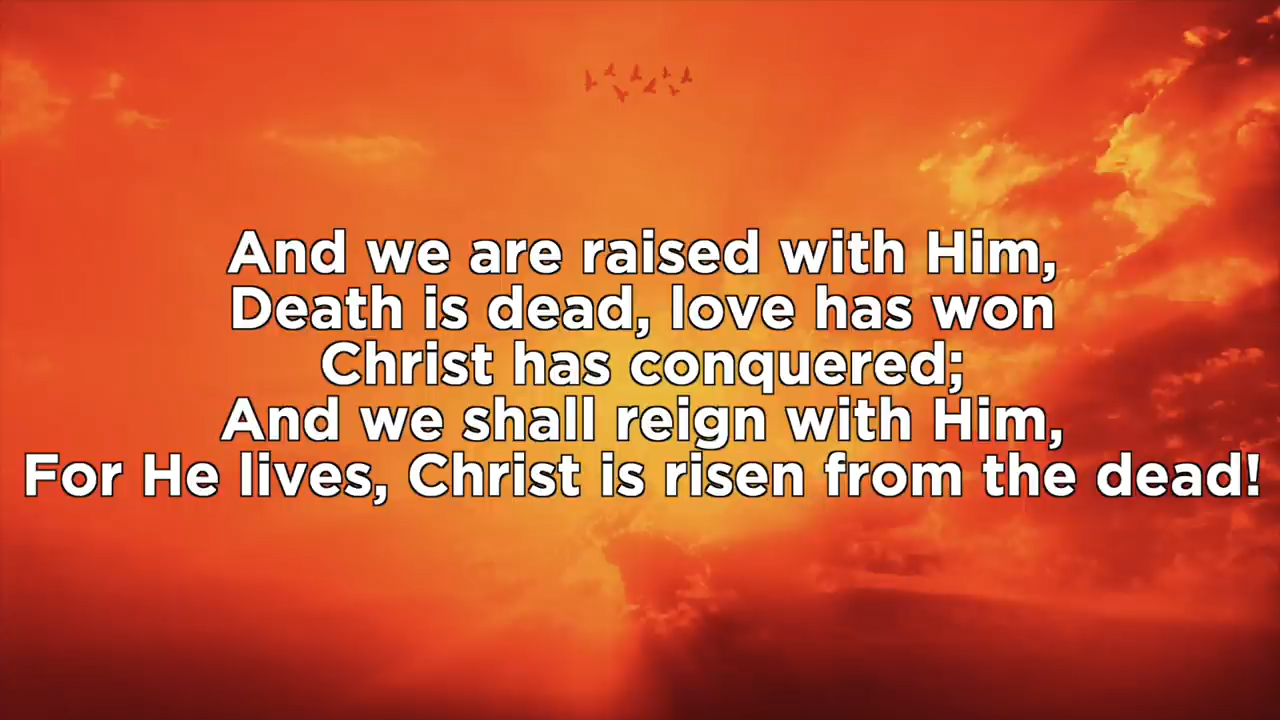 And we are raised with Him,
Death is dead, love has won
Christ has conquered;
And we shall reign with Him,
For He lives, Christ is risen from the dead!